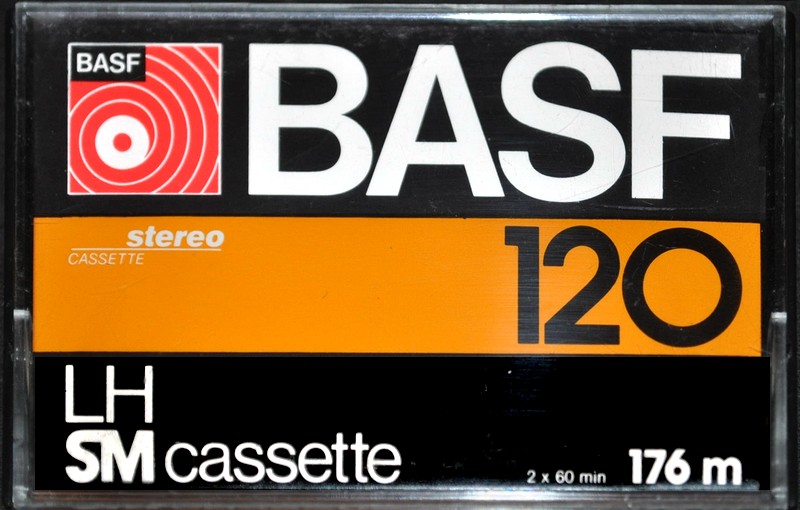 BASF
BASF
stereo
CASSETTE
120
LH
SM cassette
2 x 60 min 176 m